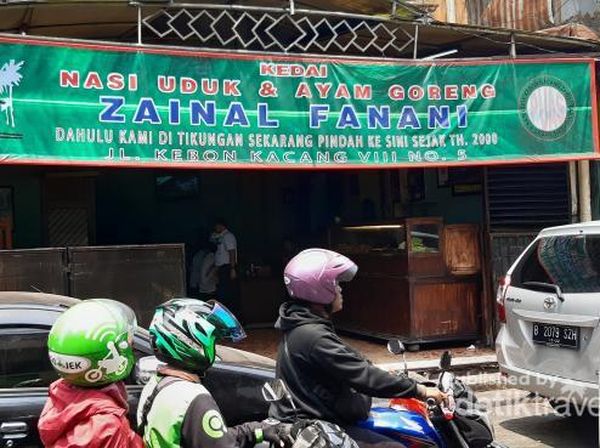 KEDAI
NASI UDUK & AYAM GORENG
ZAINAL FANANI
DAHULU KAMI DI TIKUNGAN SEKARANG PINDAH KE SINI SEJAK TH. 2000
JL. KEBON KACANG VIII NO. 5
B 2079 SZH
detiktravel